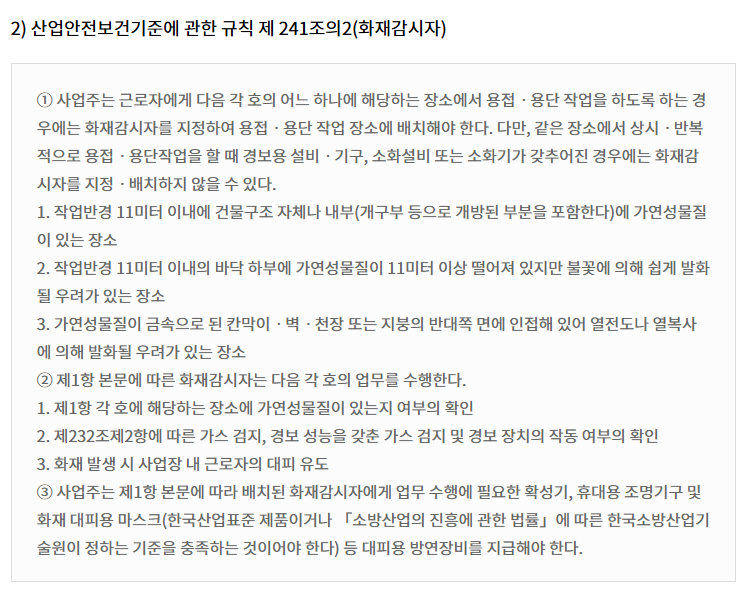 2) 산업안전보건기준에 관한 규칙 제 241조의2(화재감시자)
① 사업주는 근로자에게 다음 각 호의 어느 하나에 해당하는 장소에서 용접ㆍ용단 작업을 하도록 하는 경
우에는 화재감시자를 지정하여 용접ㆍ용단 작업 장소에 배치해야 한다. 다만, 같은 장소에서 상시ㆍ반복
적으로 용접ㆍ용단작업을 할 때 경보용 설비ㆍ기구, 소화설비 또는 소화기가 갖추어진 경우에는 화재감
시자를 지정ㆍ배치하지 않을 수 있다.
1. 작업반경 11미터 이내에 건물구조 자체나 내부(개구부 등으로 개방된 부분을 포함한다)에 가연성물질
이 있는 장소
2. 작업반경 11미터 이내의 바닥 하부에 가연성물질이 11미터 이상 떨어져 있지만 불꽃에 의해 쉽게 발화
될 우려가 있는 장소
3. 가연성물질이 금속으로 된 칸막이ㆍ벽ㆍ천장 또는 지붕의 반대쪽 면에 인접해 있어 열전도나 열복사
에 의해 발화될 우려가 있는 장소
② 제1항 본문에 따른 화재감시자는 다음 각 호의 업무를 수행한다.
1. 제1항 각 호에 해당하는 장소에 가연성물질이 있는지 여부의 확인
2. 제232조제2항에 따른 가스 검지, 경보 성능을 갖춘 가스 검지 및 경보 장치의 작동 여부의 확인
3. 화재 발생 시 사업장 내 근로자의 대피 유도
③ 사업주는 제1항 본문에 따라 배치된 화재감시자에게 업무 수행에 필요한 확성기, 휴대용 조명기구 및
화재 대피용 마스크(한국산업표준 제품이거나 「소방산업의 진흥에 관한 법률」에 따른 한국소방산업기
술원이 정하는 기준을 충족하는 것이어야 한다) 등 대피용 방연장비를 지급해야 한다.